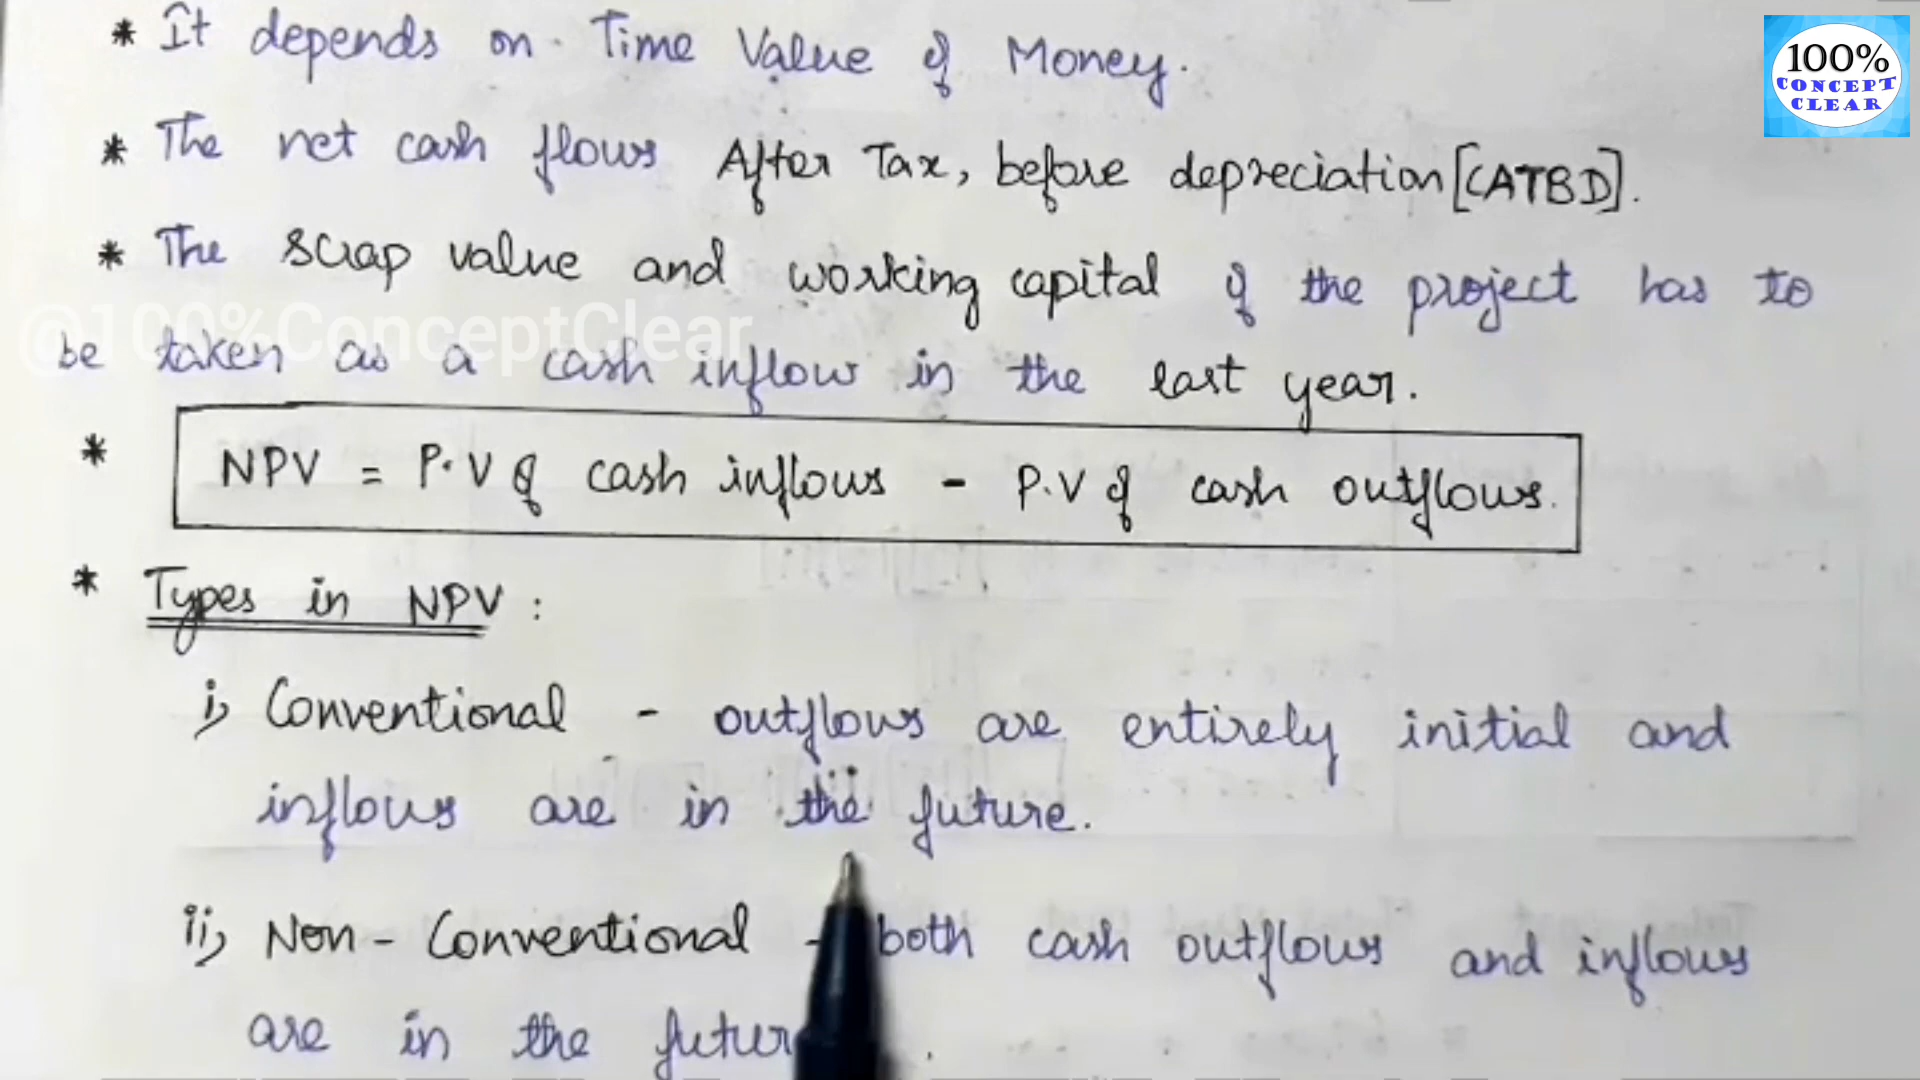 * It depends on Time Value of Money.
* The net cash flows After Tax, before depreciation [CATBD].
* The scrap value and working capital of the project has to
be taken as a cash inflow in the last year.
* NPV = P.V of cash inflows - P.V of cash outflows.
* Types in NPV :
i, Conventional - outflows are entirely initial and
inflows are in the future.
ii, Non-Conventional - both cash outflows and inflows
are in the
100%
CONCEPT
CLEAR
@100%ConceptClear